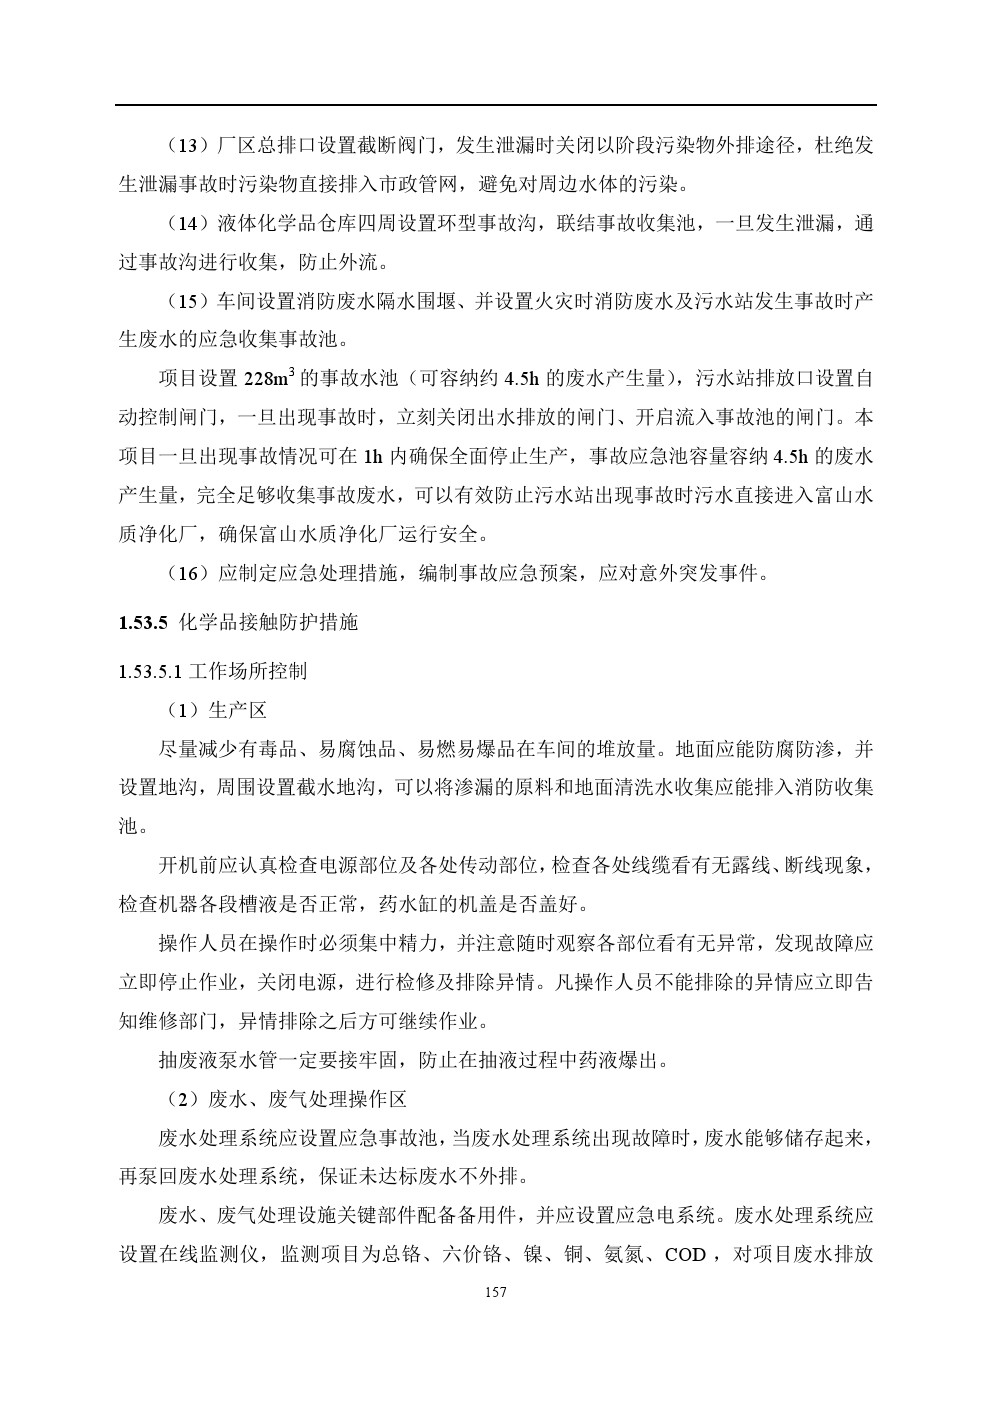 （13）厂区总排口设置截断阀门，发生泄漏时关闭以阶段污染物外排途径，杜绝发
生泄漏事故时污染物直接排入市政管网，避免对周边水体的污染。
（14）液体化学品仓库四周设置环型事故沟，联结事故收集池，一旦发生泄漏，通
过事故沟进行收集，防止外流。
（15）车间设置消防废水隔水围堰、并设置火灾时消防废水及污水站发生事故时产
生废水的应急收集事故池。
项目设置 228m³ 的事故水池（可容纳约 4.5h 的废水产生量），污水站排放口设置自
动控制闸门，一旦出现事故时，立刻关闭出水排放的闸门、开启流入事故池的闸门。本
项目一旦出现事故情况可在 1h 内确保全面停止生产，事故应急池容量容纳 4.5h 的废水
产生量，完全足够收集事故废水，可以有效防止污水站出现事故时污水直接进入富山水
质净化厂，确保富山水质净化厂运行安全。
（16）应制定应急处理措施，编制事故应急预案，应对意外突发事件。
1.53.5 化学品接触防护措施
1.53.5.1 工作场所控制
（1）生产区
尽量减少有毒品、易腐蚀品、易燃易爆品在车间的堆放量。地面应能防腐防渗，并
设置地沟，周围设置截水地沟，可以将渗漏的原料和地面清洗水收集应能排入消防收集
池。
开机前应认真检查电源部位及各处传动部位，检查各处线缆看有无露线、断线现象，
检查机器各段槽液是否正常，药水缸的机盖是否盖好。
操作人员在操作时必须集中精力，并注意随时观察各部位看有无异常，发现故障应
立即停止作业，关闭电源，进行检修及排除异情。凡操作人员不能排除的异情应立即告
知维修部门，异情排除之后方可继续作业。
抽废液泵水管一定要接牢固，防止在抽液过程中药液爆出。
（2）废水、废气处理操作区
废水处理系统应设置应急事故池，当废水处理系统出现故障时，废水能够储存起来，
再泵回废水处理系统，保证未达标废水不外排。
废水、废气处理设施关键部件配备备用件，并应设置应急电系统。废水处理系统应
设置在线监测仪，监测项目为总铬、六价铬、镍、铜、氨氮、COD ，对项目废水排放
157